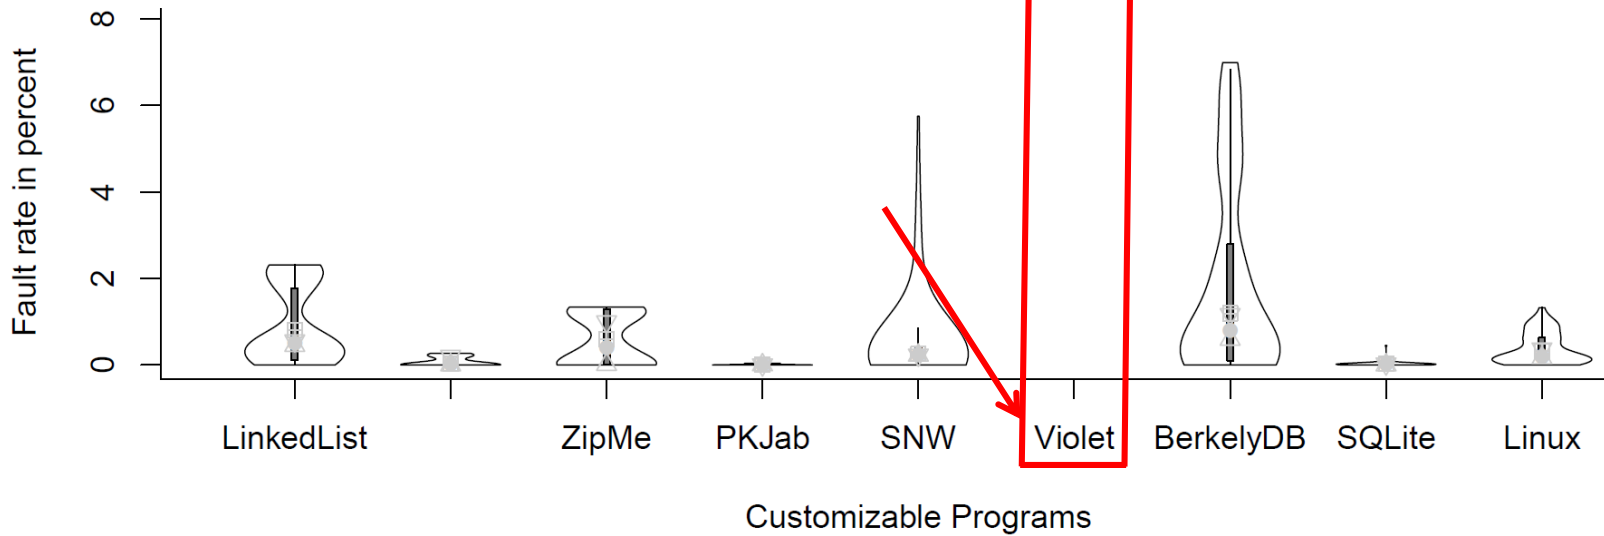 Fault rate in percent
8
6
4
2
0
LinkedList ZipMe PKJab SNW Violet BerkelyDB SQLite Linux
Customizable Programs